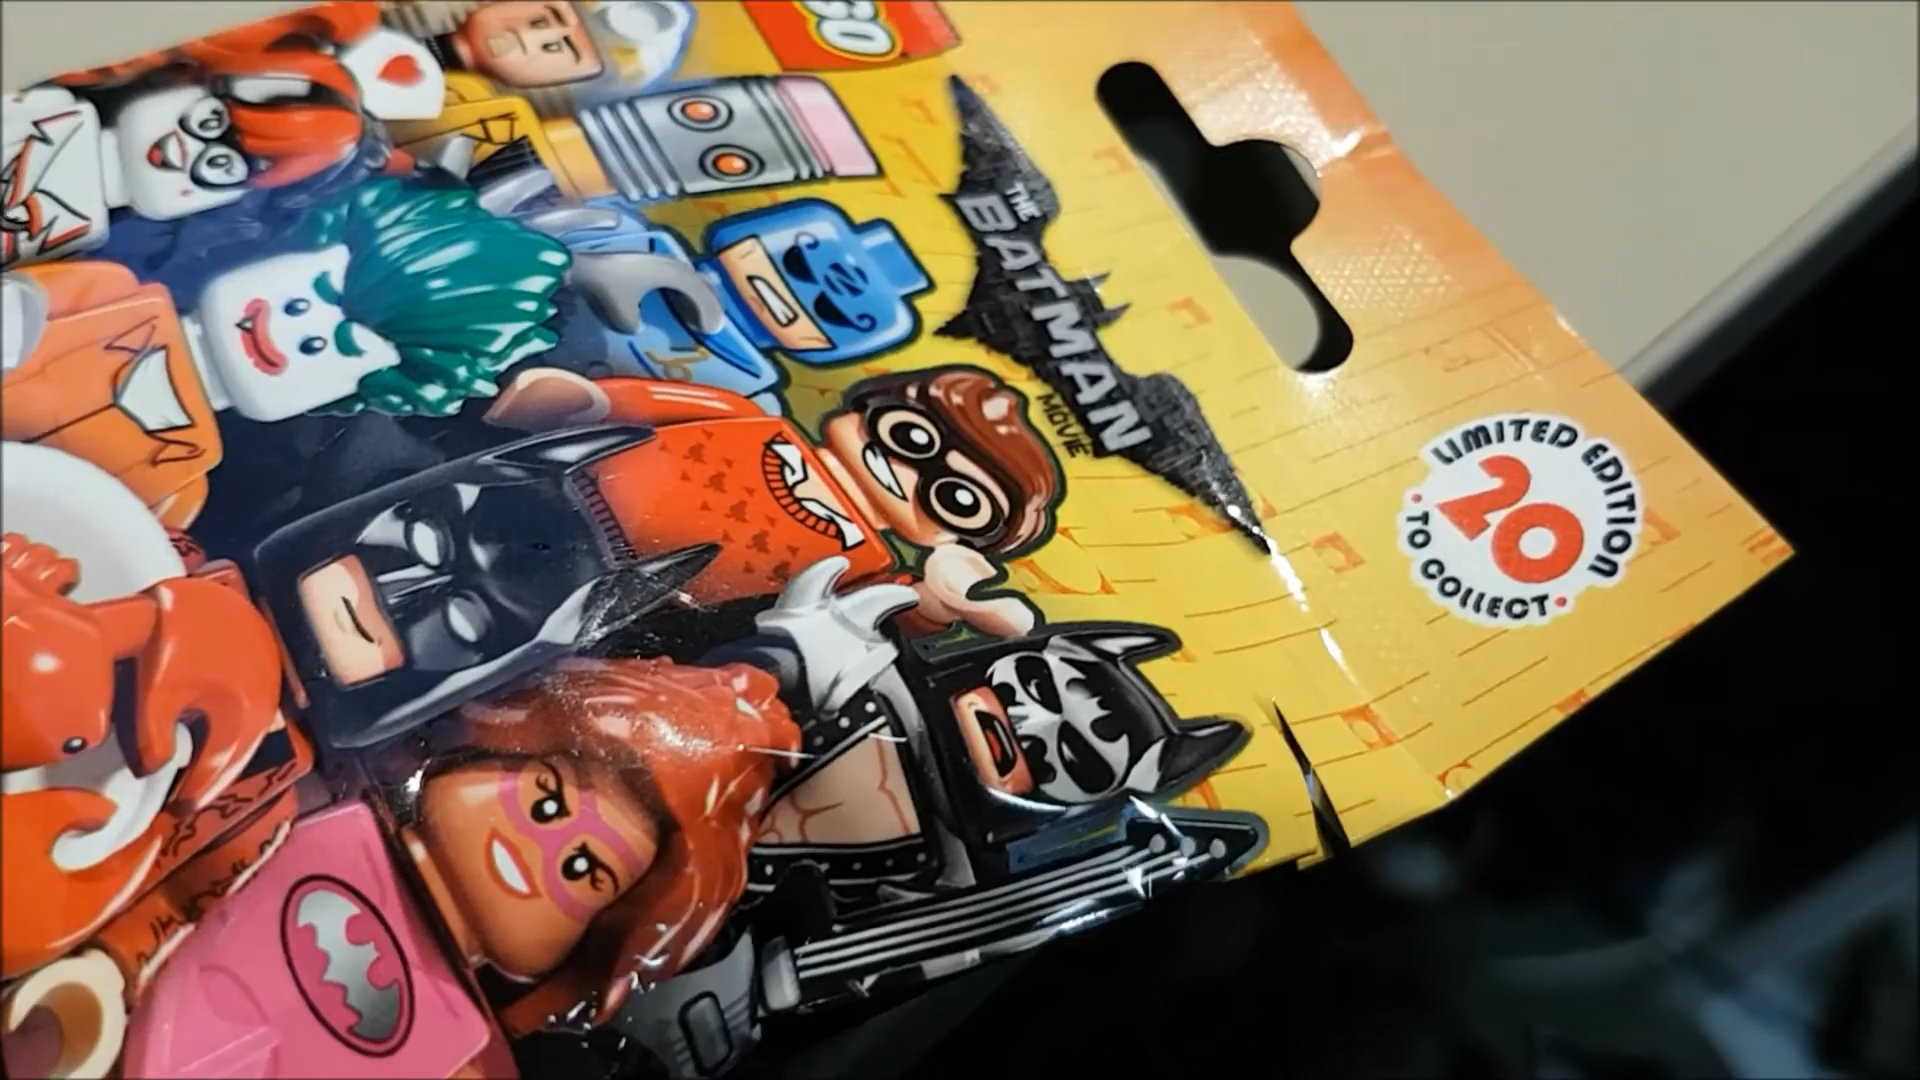 THE
BATMAN
MOVIE
LIMITED EDITION
20
TO COLLECT